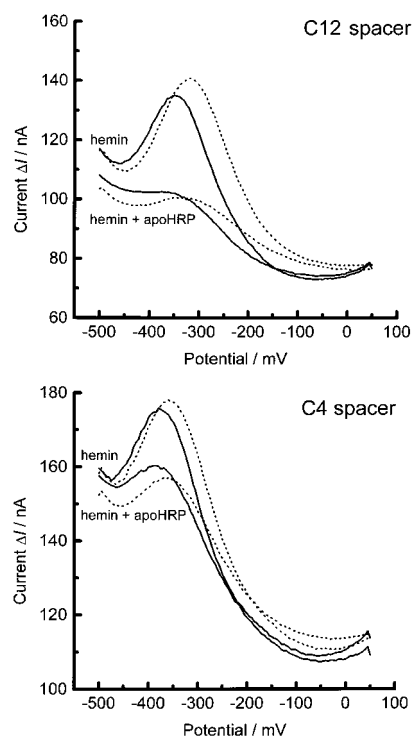 C12 spacer
160
140
120
100
80
60
Current ΔI / nA
hemin
hemin + apoHRP
-500 -400 -300 -200 -100 0 100
Potential / mV
C4 spacer
180
160
140
120
100
Current ΔI / nA
hemin
hemin + apoHRP
-500 -400 -300 -200 -100 0 100
Potential / mV